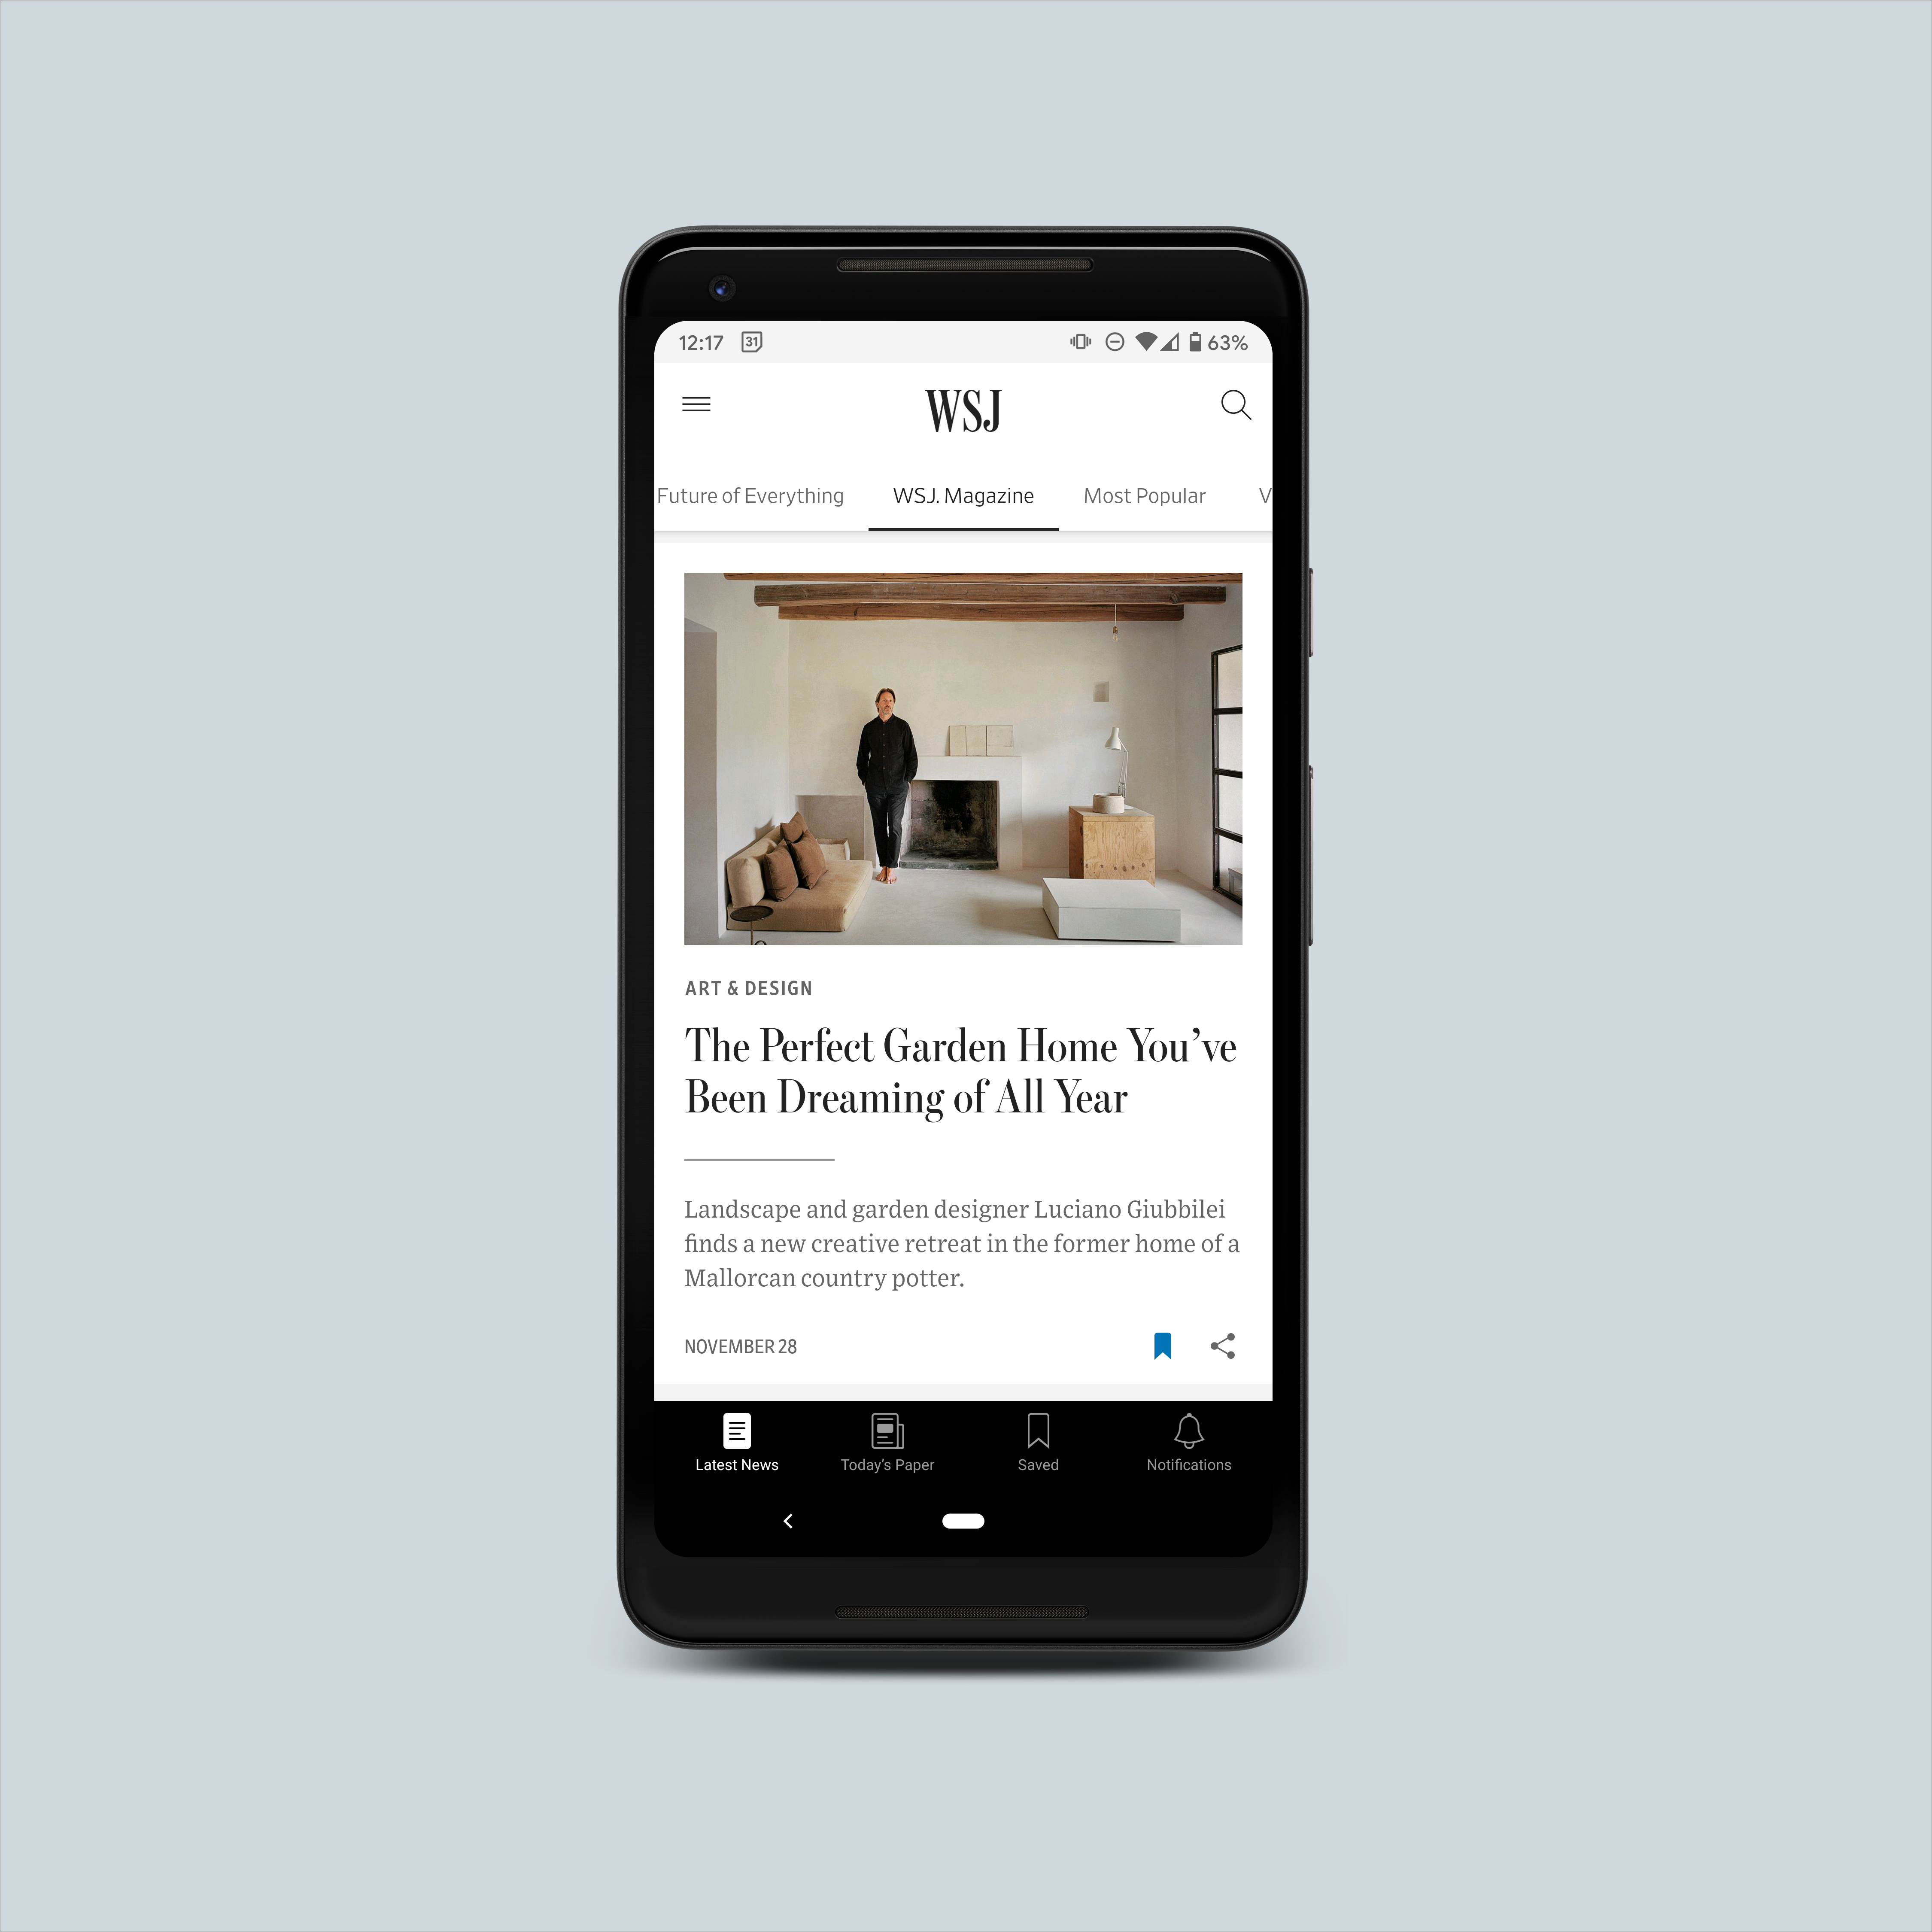 12:17 31 63%
WSJ
Future of Everything WSJ. Magazine Most Popular V
ART & DESIGN
The Perfect Garden Home You’ve
Been Dreaming of All Year
Landscape and garden designer Luciano Giubbilei
finds a new creative retreat in the former home of a
Mallorcan country potter.
NOVEMBER 28
Latest News Today’s Paper Saved Notifications